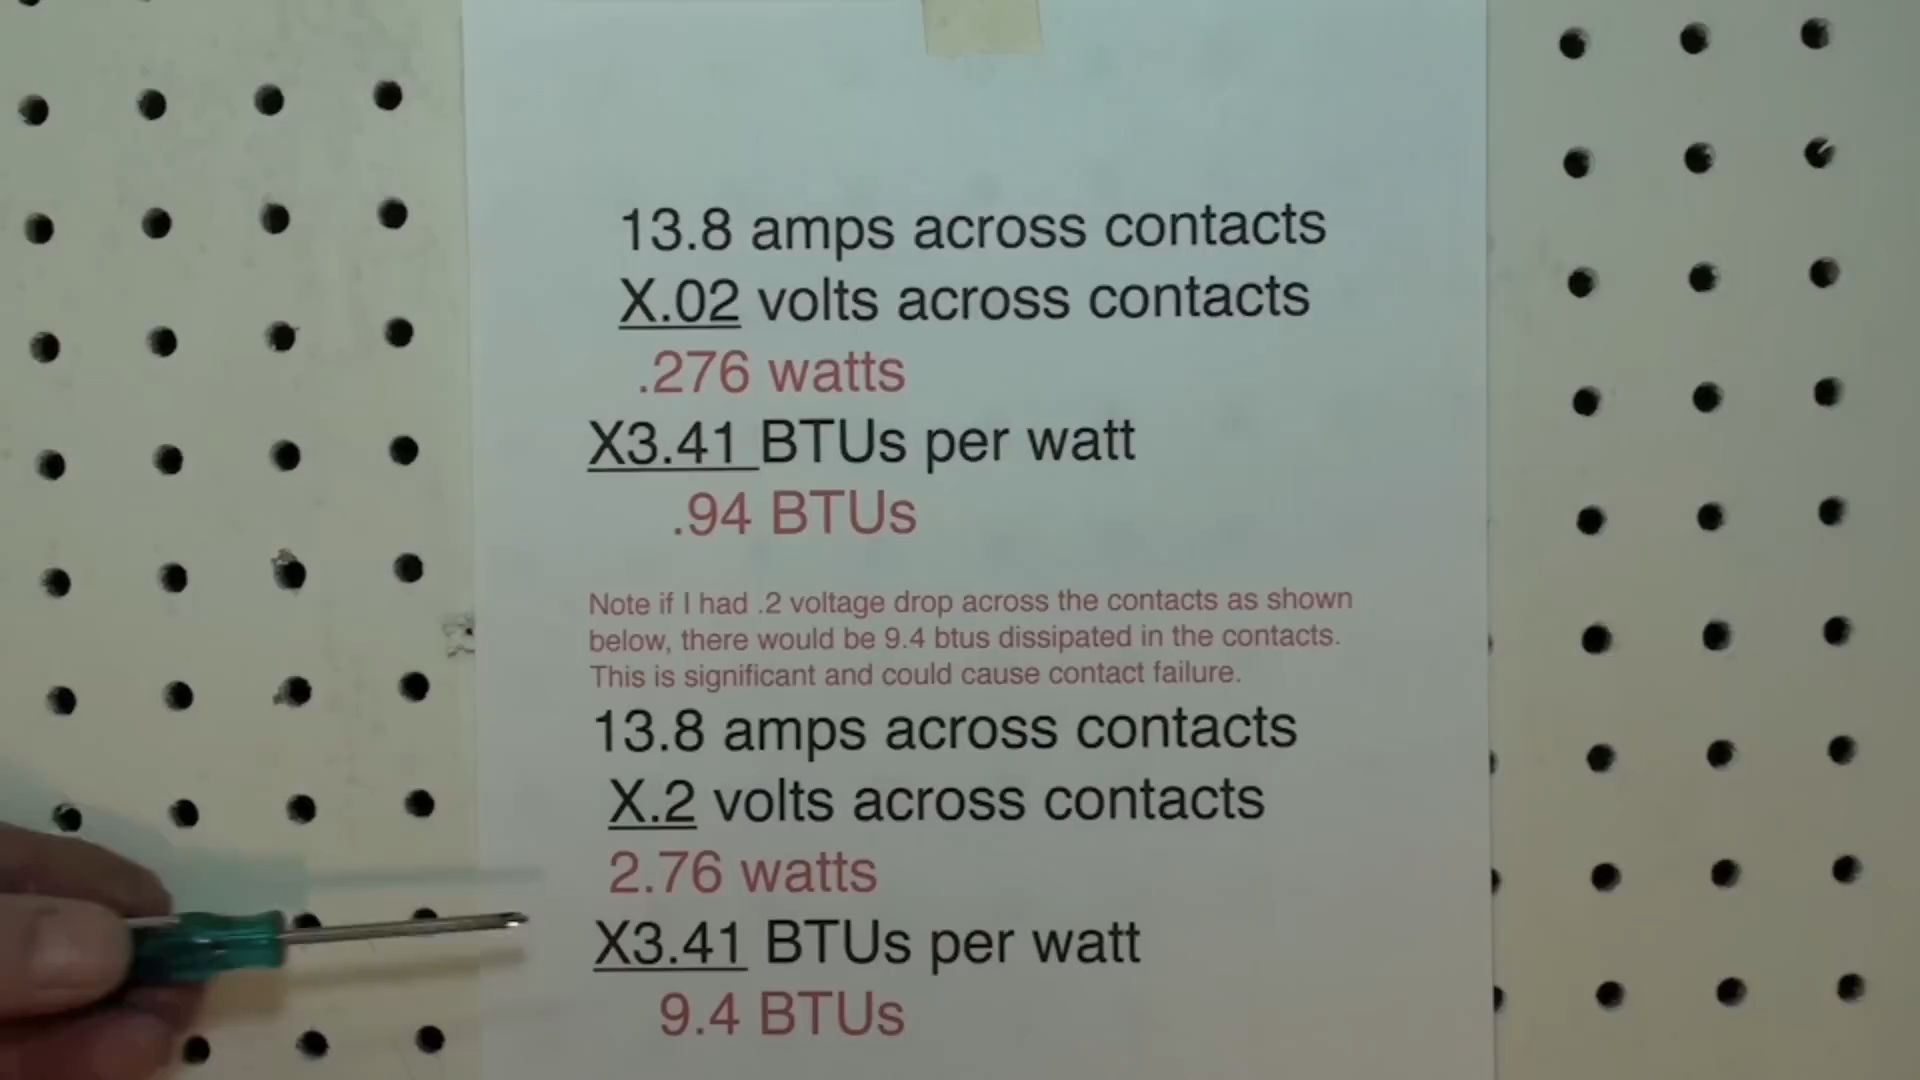 13.8 amps across contacts
X.02 volts across contacts
.276 watts
X3.41 BTUs per watt
.94 BTUs
Note if I had .2 voltage drop across the contacts as shown
below, there would be 9.4 btus dissipated in the contacts.
This is significant and could cause contact failure.
13.8 amps across contacts
X.2 volts across contacts
2.76 watts
X3.41 BTUs per watt
9.4 BTUs